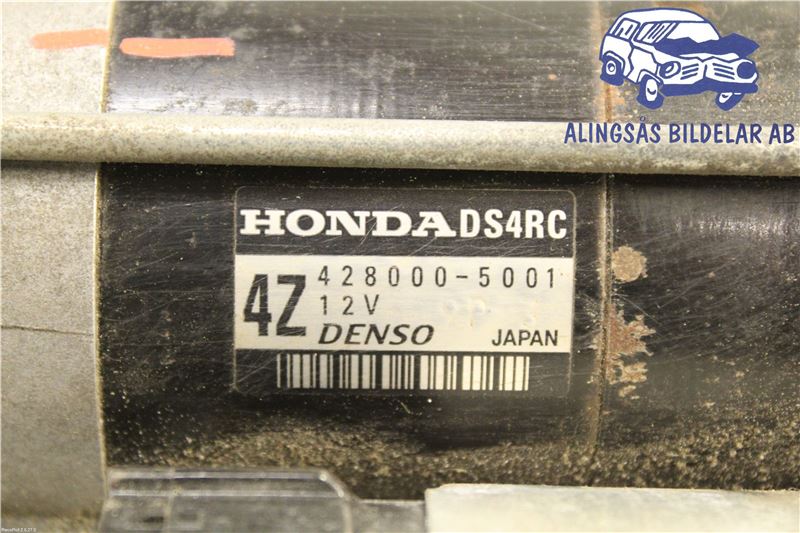 ALINGSÅS BILDELAR AB
HONDA DS4RC
4Z 428000-5001
12V
DENSO JAPAN